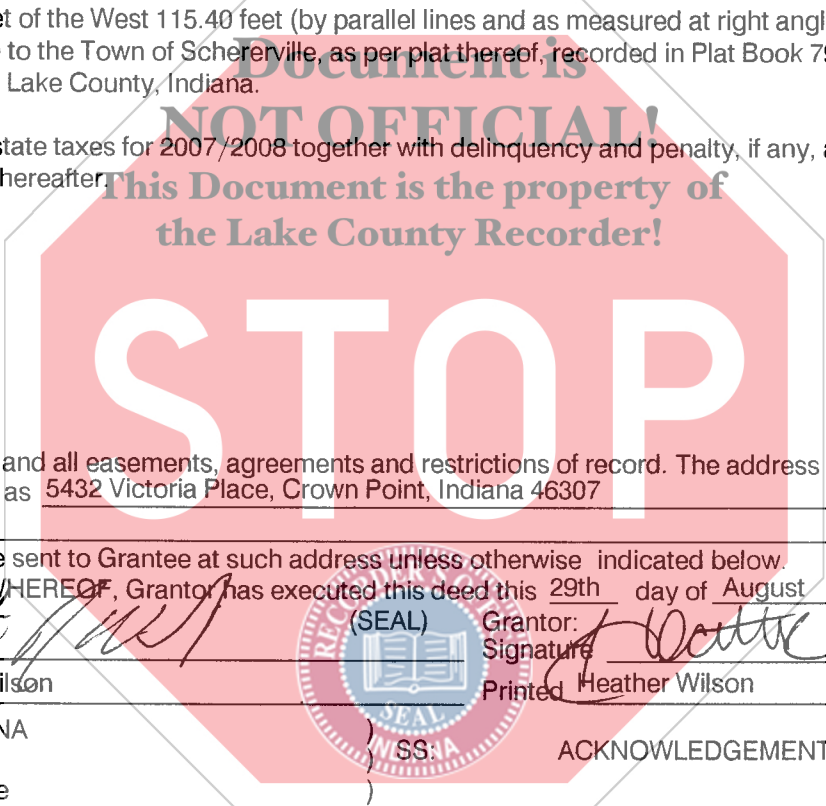 et of the West 115.40 feet (by parallel lines and as measured at right angl
e to the Town of Schererville, as per plat thereof, recorded in Plat Book 79
Document is
Lake County, Indiana.
NOT OFFICIAL!
state taxes for 2007/2008 together with delinquency and penalty, if any, a
hereafter.
This Document is the property of
the Lake County Recorder!
STOP
and all easements, agreements and restrictions of record. The address
as 5432 Victoria Place, Crown Point, Indiana 46307
e sent to Grantee at such address unless otherwise indicated below.
HEREOF, Grantor has executed this deed this 29th day of August
(SEAL) Grantor:
Signature Heather
ilson Printed Heather Wilson
SEAL
INDIANA
NA ) SS: ACKNOWLEDGEMENT
e )